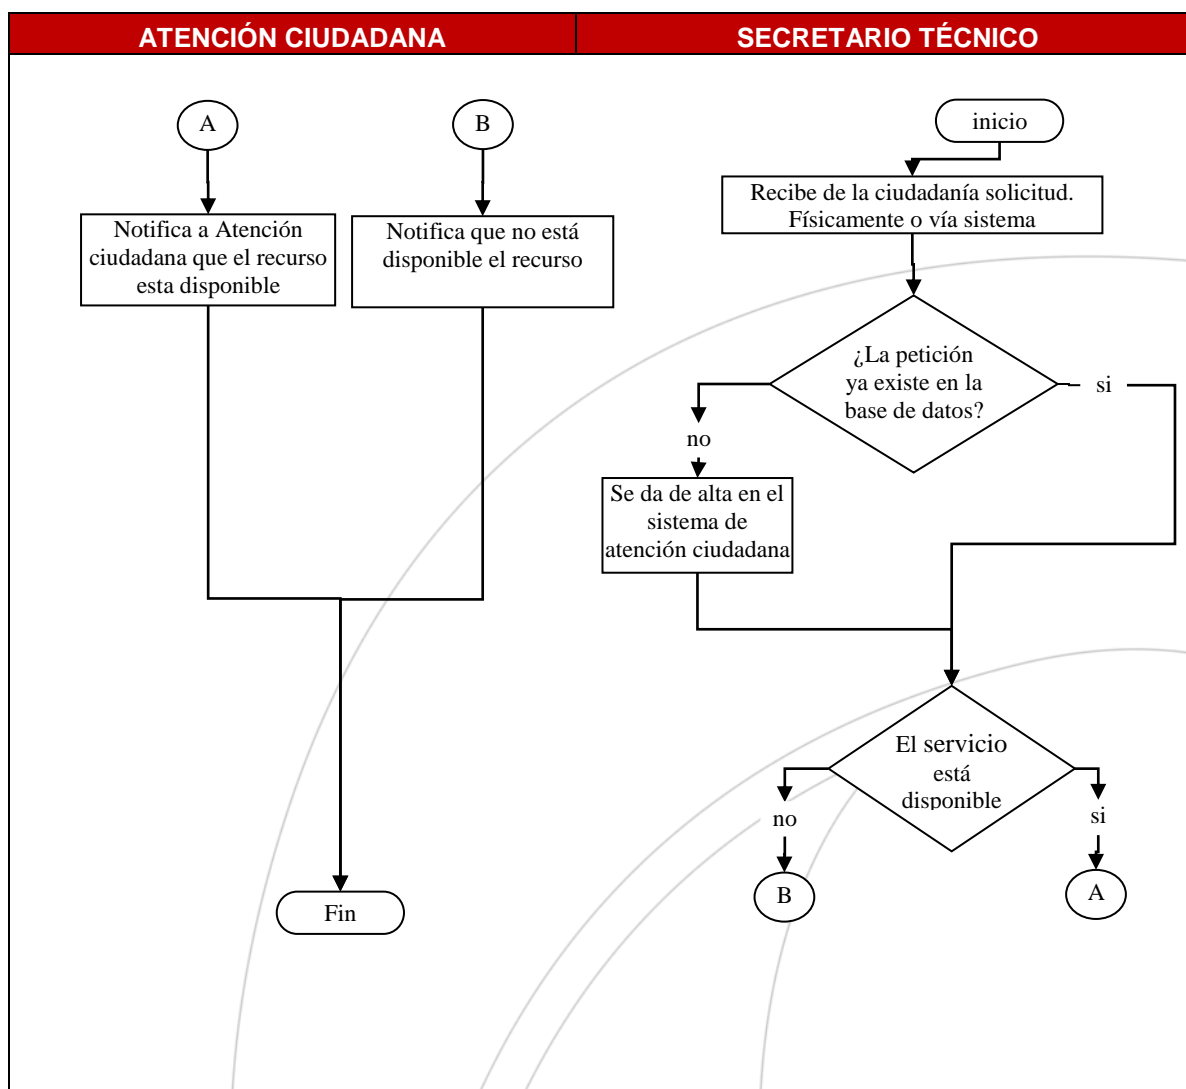 ATENCIÓN CIUDADANA
SECRETARIO TÉCNICO
A
B
Notifica a Atención
ciudadana que el recurso
esta disponible
Notifica que no está
disponible el recurso
Fin
inicio
Recibe de la ciudadanía solicitud.
Físicamente o vía sistema
¿La petición
ya existe en la
base de datos?
si
no
Se da de alta en el
sistema de
atención ciudadana
El servicio
está
disponible
no
si
B
A